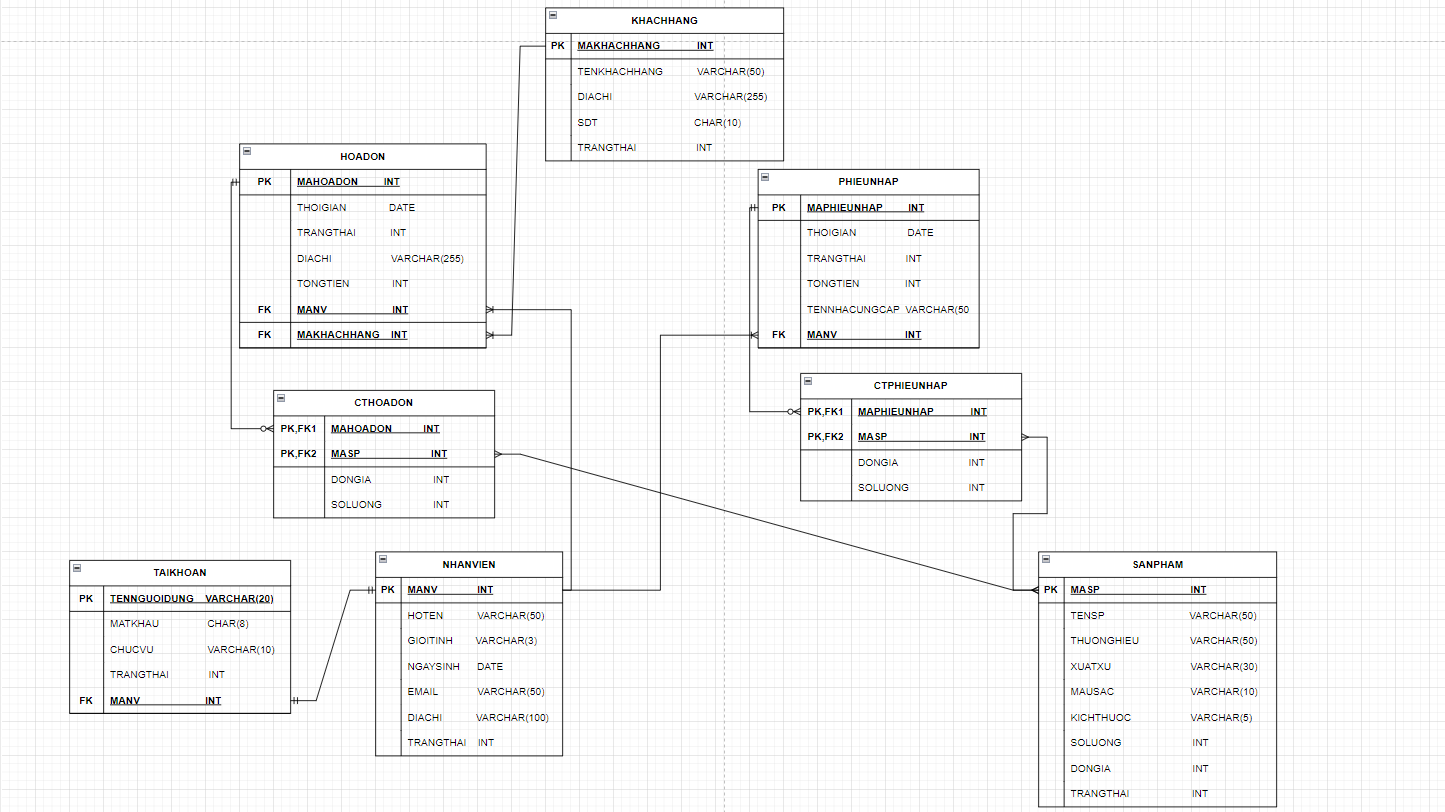 KHACHHANG
PK MAKHACHHANG INT
TENKHACHHANG VARCHAR(50)
DIACHI VARCHAR(255)
SDT CHAR(10)
TRANGTHAI INT
HOADON
PK MAHOADON INT
THOIGIAN DATE
TRANGTHAI INT
DIACHI VARCHAR(255)
TONGTIEN INT
FK MANV INT
FK MAKHACHHANG INT
PHIEUNHAP
PK MAPHIEUNHAP INT
THOIGIAN DATE
TRANGTHAI INT
TONGTIEN INT
TENNHACUNGCAP VARCHAR(50
FK MANV INT
CTHOADON
PK,FK1 MAHOADON INT
PK,FK2 MASP INT
DONGIA INT
SOLUONG INT
CTPHIEUNHAP
PK,FK1 MAPHIEUNHAP INT
PK,FK2 MASP INT
DONGIA INT
SOLUONG INT
TAIKHOAN
PK TENNGUOIDUNG VARCHAR(20)
MATKHAU CHAR(8)
CHUCVU VARCHAR(10)
TRANGTHAI INT
FK MANV INT
NHANVIEN
PK MANV INT
HOTEN VARCHAR(50)
GIOITINH VARCHAR(3)
NGAYSINH DATE
EMAIL VARCHAR(50)
DIACHI VARCHAR(100)
TRANGTHAI INT
SANPHAM
PK MASP INT
TENSP VARCHAR(50)
THUONGHIEU VARCHAR(50)
XUATXU VARCHAR(30)
MAUSAC VARCHAR(10)
KICHTHUOC VARCHAR(5)
SOLUONG INT
DONGIA INT
TRANGTHAI INT